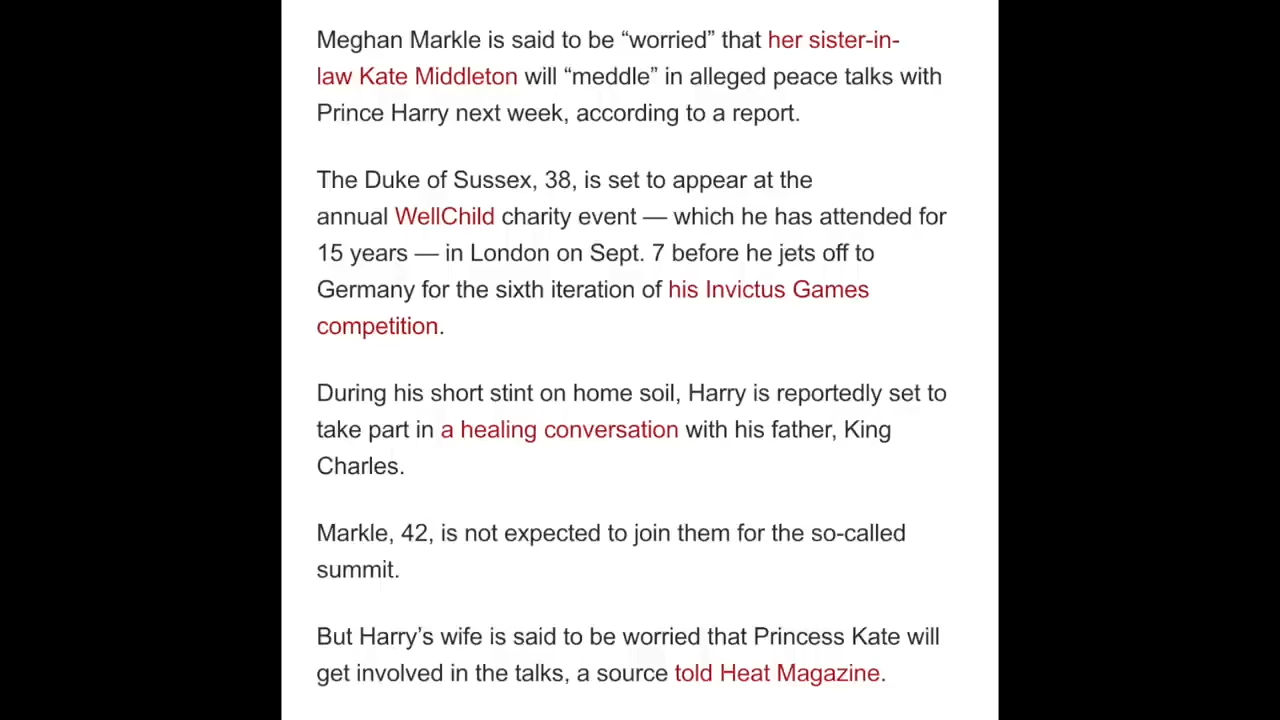 Meghan Markle is said to be “worried” that her sister-in-
law Kate Middleton will “meddle” in alleged peace talks with
Prince Harry next week, according to a report.
The Duke of Sussex, 38, is set to appear at the
annual WellChild charity event — which he has attended for
15 years — in London on Sept. 7 before he jets off to
Germany for the sixth iteration of his Invictus Games
competition.
During his short stint on home soil, Harry is reportedly set to
take part in a healing conversation with his father, King
Charles.
Markle, 42, is not expected to join them for the so-called
summit.
But Harry’s wife is said to be worried that Princess Kate will
get involved in the talks, a source told Heat Magazine.